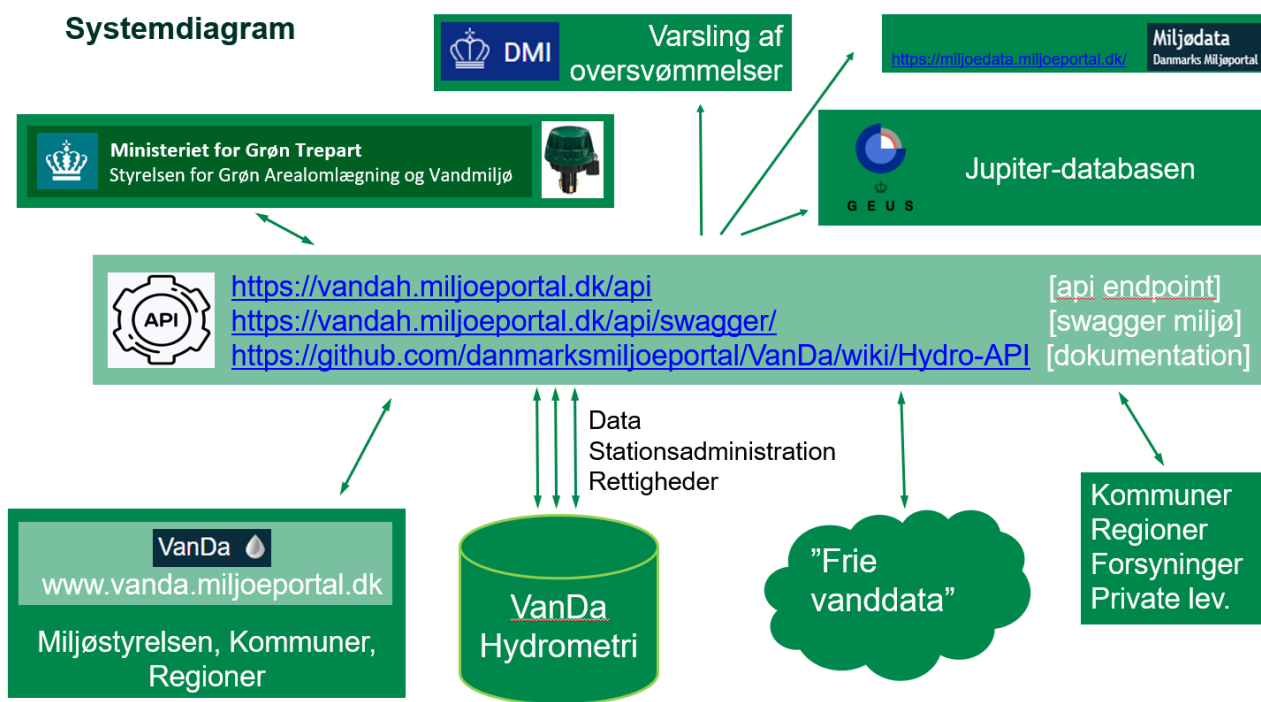 Systemdiagram
DMI
Varsling af
oversvømmelser
https://miljoedata.miljoeportal.dk/
Miljødata
Danmarks Miljøportal
Ministeriet for Grøn Trepart
Styrelsen for Grøn Arealomlægning og Vandmiljø
GEUS
Jupiter-databasen
API
https://vandah.miljoeportal.dk/api [api endpoint]
https://vandah.miljoeportal.dk/api/swagger/ [swagger miljø]
https://github.com/danmarksmiljoeportal/VanDa/wiki/Hydro-API [dokumentation]
Data
Stationsadministration
Rettigheder
VanDa
www.vanda.miljoeportal.dk
Miljøstyrelsen, Kommuner,
Regioner
VanDa
Hydrometri
”Frie
vanddata”
Kommuner
Regioner
Forsyninger
Private lev.